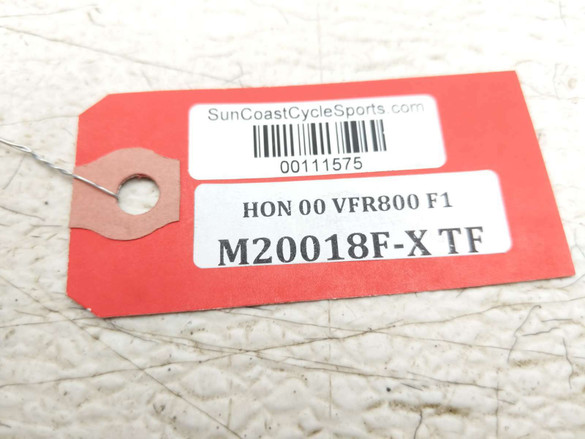 SunCoastCycleSports.com
00111575
HON 00 VFR800 F1
M20018F-X TF